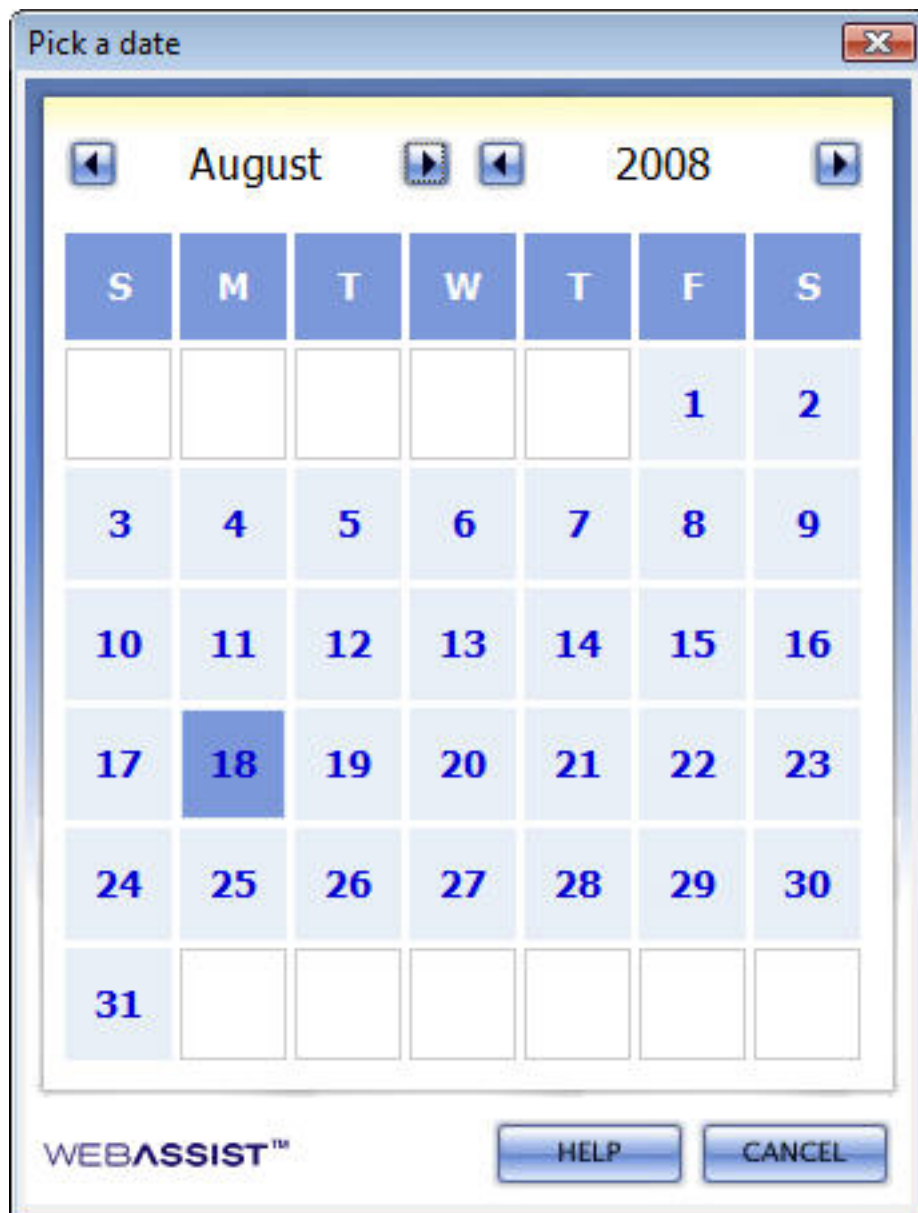 Pick a date
August 2008
S M T W T F S
1 2
3 4 5 6 7 8 9
10 11 12 13 14 15 16
17 18 19 20 21 22 23
24 25 26 27 28 29 30
31
WEBASSIST™ HELP CANCEL